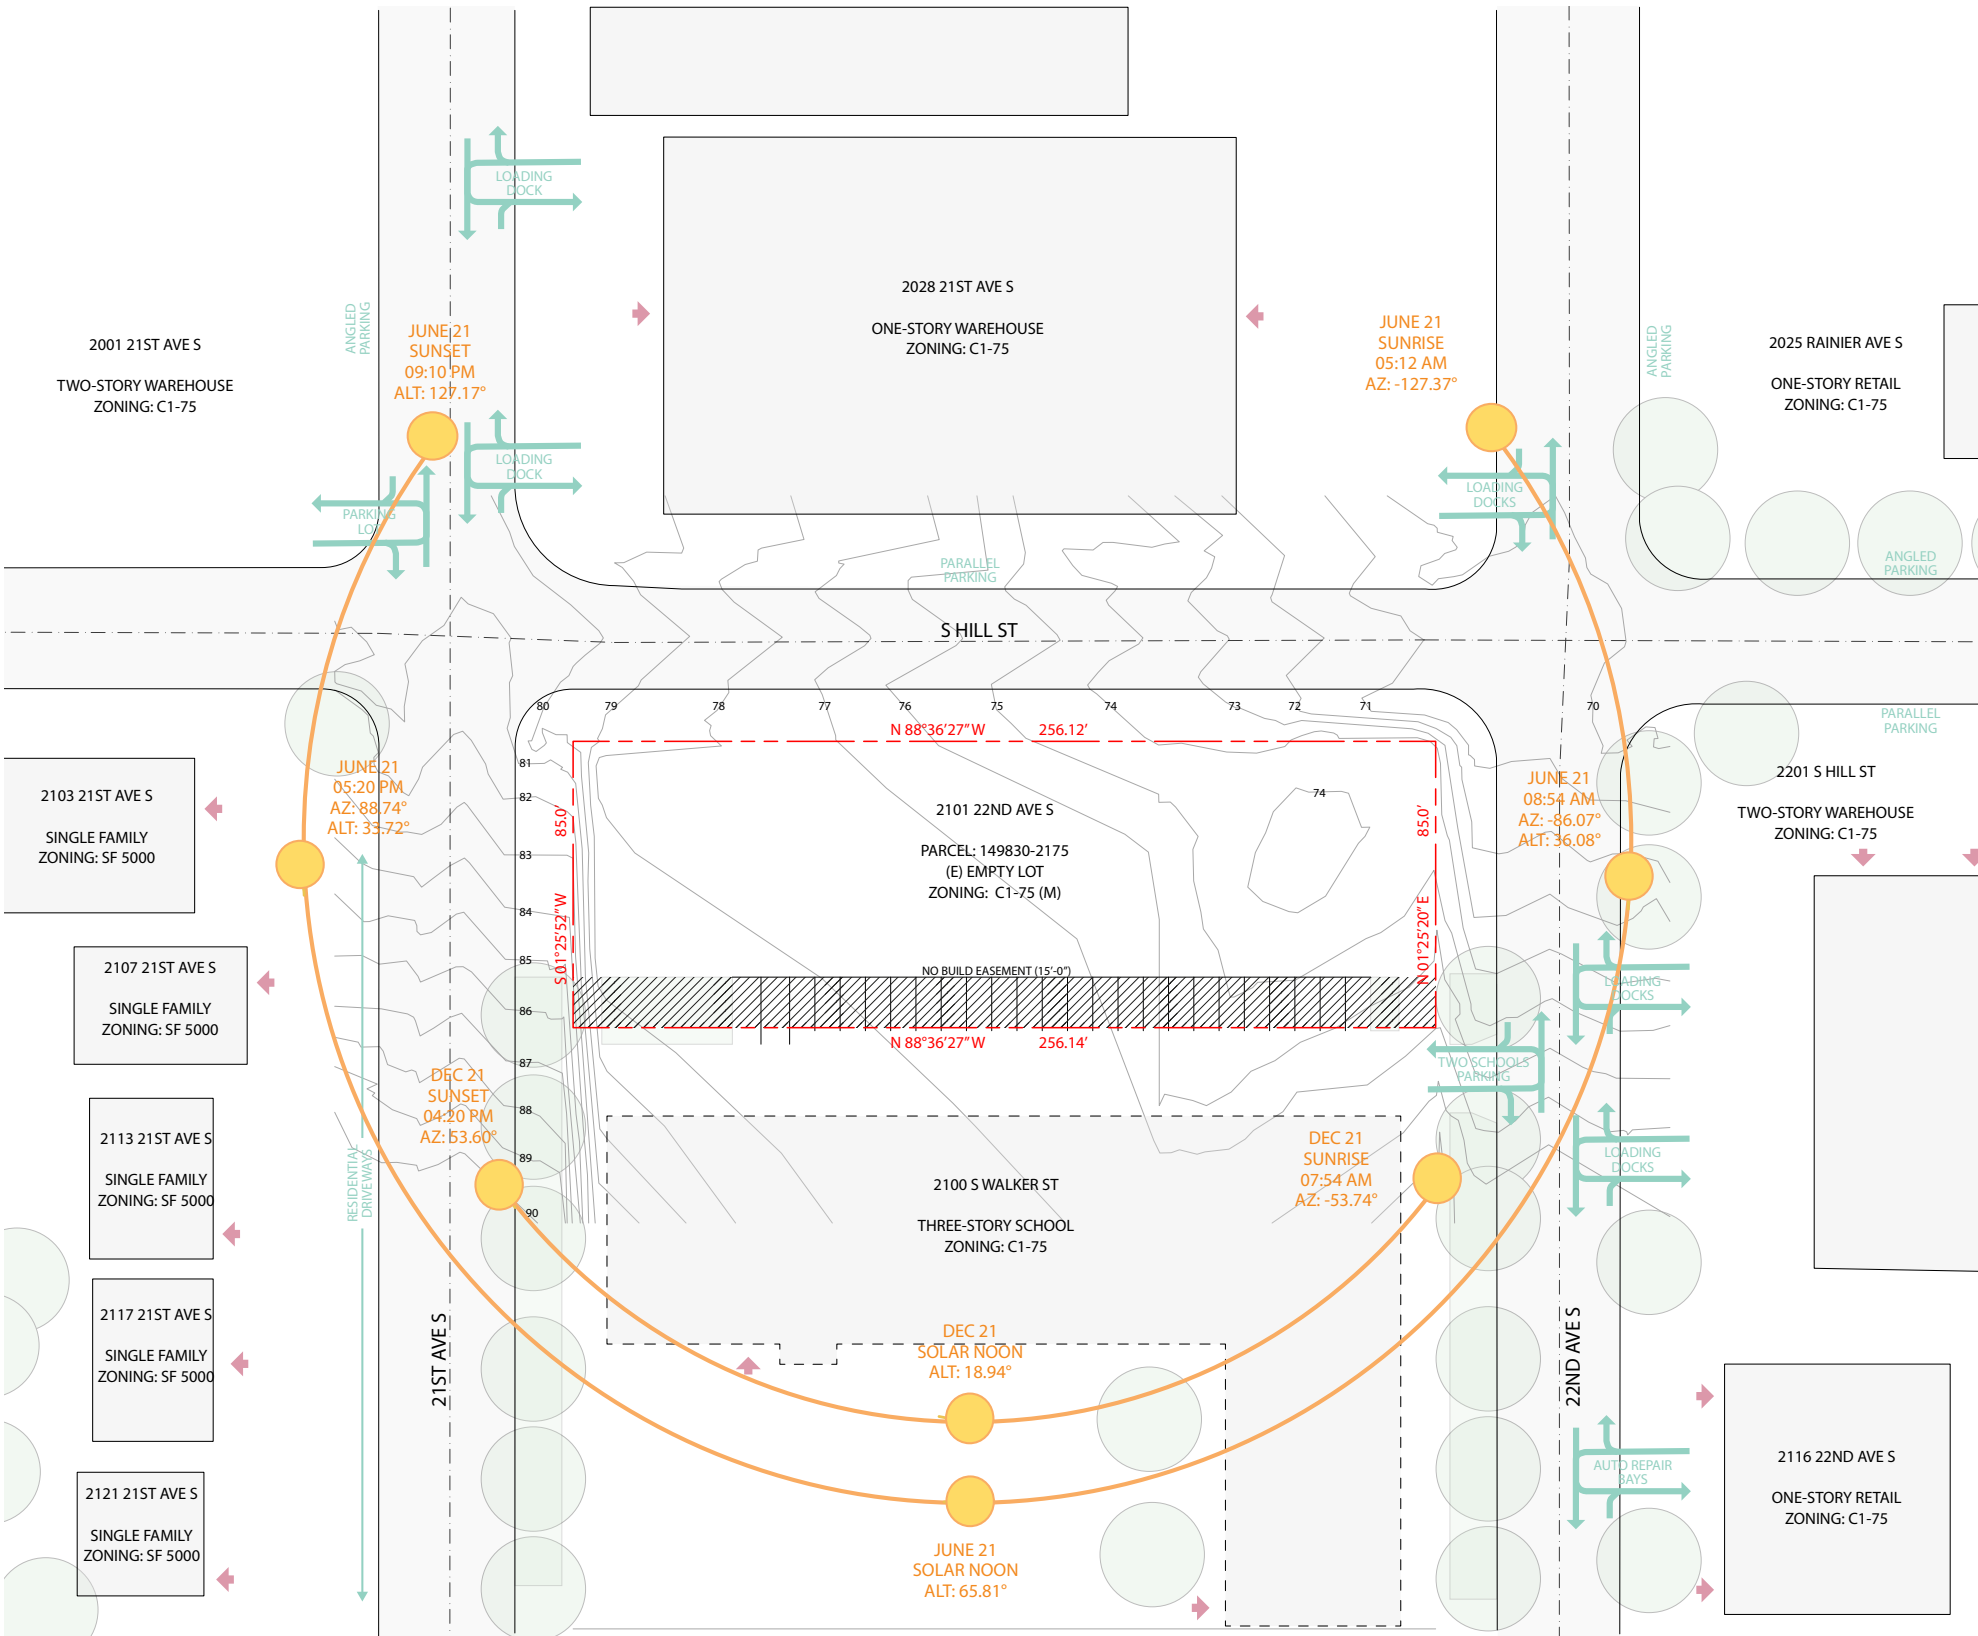 LOADING
DOCK
2028 21ST AVE S
ONE-STORY WAREHOUSE
ZONING: C1-75
ANGLED
PARKING
JUNE 21
SUNSET
09:10 PM
ALT: 127.17°
JUNE 21
SUNRISE
05:12 AM
AZ: -127.37°
ANGLED
PARKING
2001 21ST AVE S
TWO-STORY WAREHOUSE
ZONING: C1-75
2025 RAINIER AVE S
ONE-STORY RETAIL
ZONING: C1-75
LOADING
DOCK
PARKING
LOT
LOADING
DOCKS
PARALLEL
PARKING
ANGLED
PARKING
S HILL ST
80 79 78 77 76 75 74 73 72 71 70
PARALLEL
PARKING
N 88°36'27" W 256.12'
81
82
83
84
85
86
87
88
89
90
85.0'
S 01°25'52" W
85.0'
N 01°25'20" E
74
2101 22ND AVE S
PARCEL: 149830-2175
(E) EMPTY LOT
ZONING: C1-75 (M)
NO BUILD EASEMENT (15'-0")
N 88°36'27" W 256.14'
JUNE 21
05:20 PM
AZ: 88.74°
ALT: 33.72°
JUNE 21
08:54 AM
AZ: -86.07°
ALT: 36.08°
2201 S HILL ST
TWO-STORY WAREHOUSE
ZONING: C1-75
2103 21ST AVE S
SINGLE FAMILY
ZONING: SF 5000
2107 21ST AVE S
SINGLE FAMILY
ZONING: SF 5000
LOADING
DOCKS
TWO SCHOOLS
PARKING
DEC 21
SUNSET
04:20 PM
AZ: 53.60°
DEC 21
SUNRISE
07:54 AM
AZ: -53.74°
LOADING
DOCKS
2113 21ST AVE S
SINGLE FAMILY
ZONING: SF 5000
RESIDENTIAL
DRIVEWAYS
2100 S WALKER ST
THREE-STORY SCHOOL
ZONING: C1-75
2117 21ST AVE S
SINGLE FAMILY
ZONING: SF 5000
21ST AVE S
DEC 21
SOLAR NOON
ALT: 18.94°
22ND AVE S
2121 21ST AVE S
SINGLE FAMILY
ZONING: SF 5000
JUNE 21
SOLAR NOON
ALT: 65.81°
AUTO REPAIR
BAYS
2116 22ND AVE S
ONE-STORY RETAIL
ZONING: C1-75